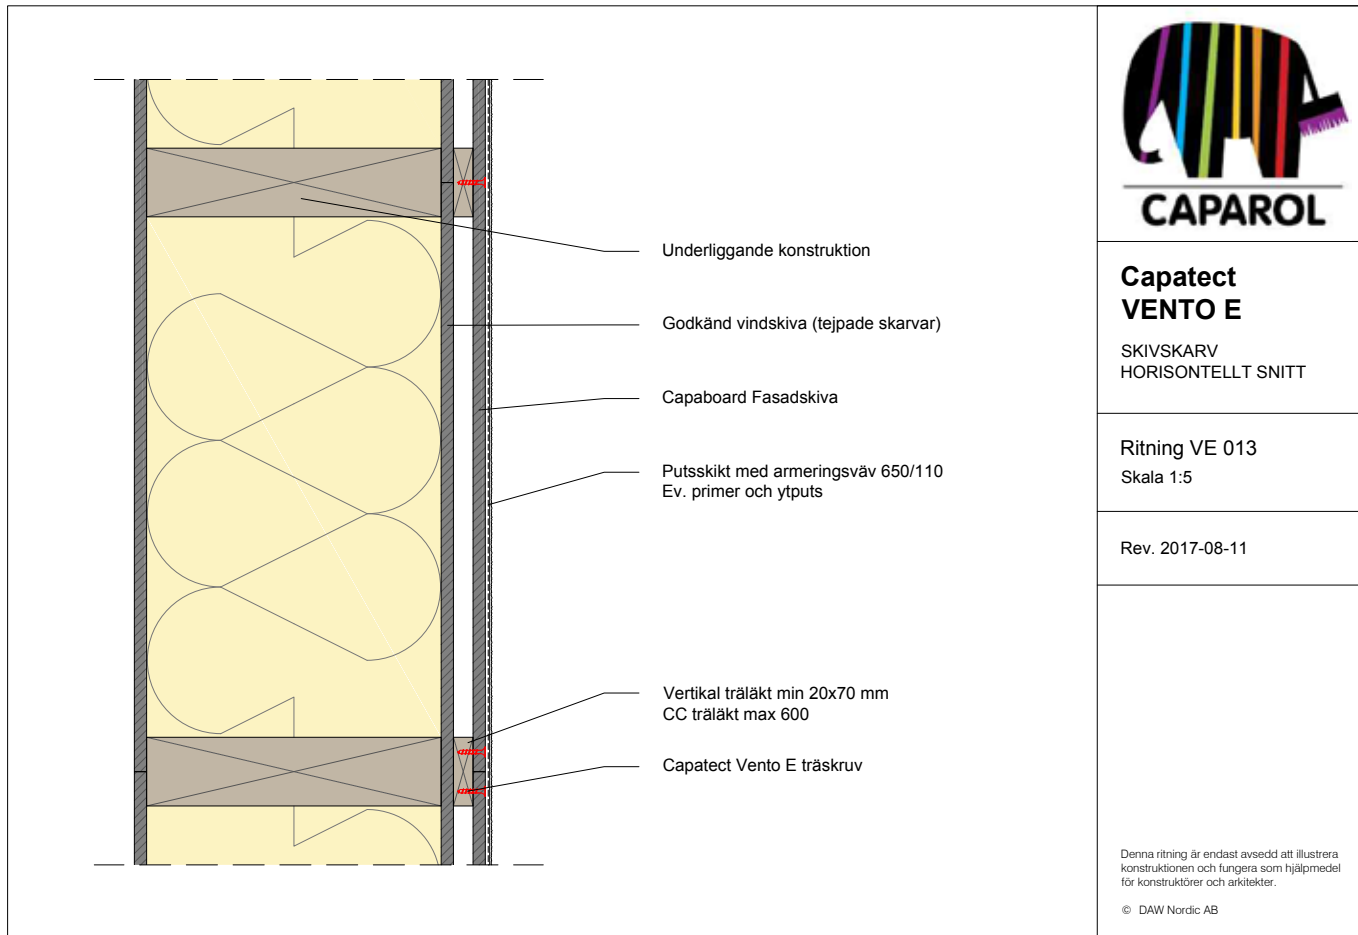 Underliggande konstruktion
Godkänd vindskiva (tejpade skarvar)
Capaboard Fasadskiva
Putsskikt med armeringsväv 650/110
Ev. primer och ytputs
Vertikal träläkt min 20x70 mm
CC träläkt max 600
Capatect Vento E träskruv
CAPAROL
Capatect
VENTO E
SKIVSKARV
HORISONTELLT SNITT
Ritning VE 013
Skala 1:5
Rev. 2017-08-11
Denna ritning är endast avsedd att illustrera
konstruktionen och fungera som hjälpmedel
för konstruktörer och arkitekter.
© DAW Nordic AB